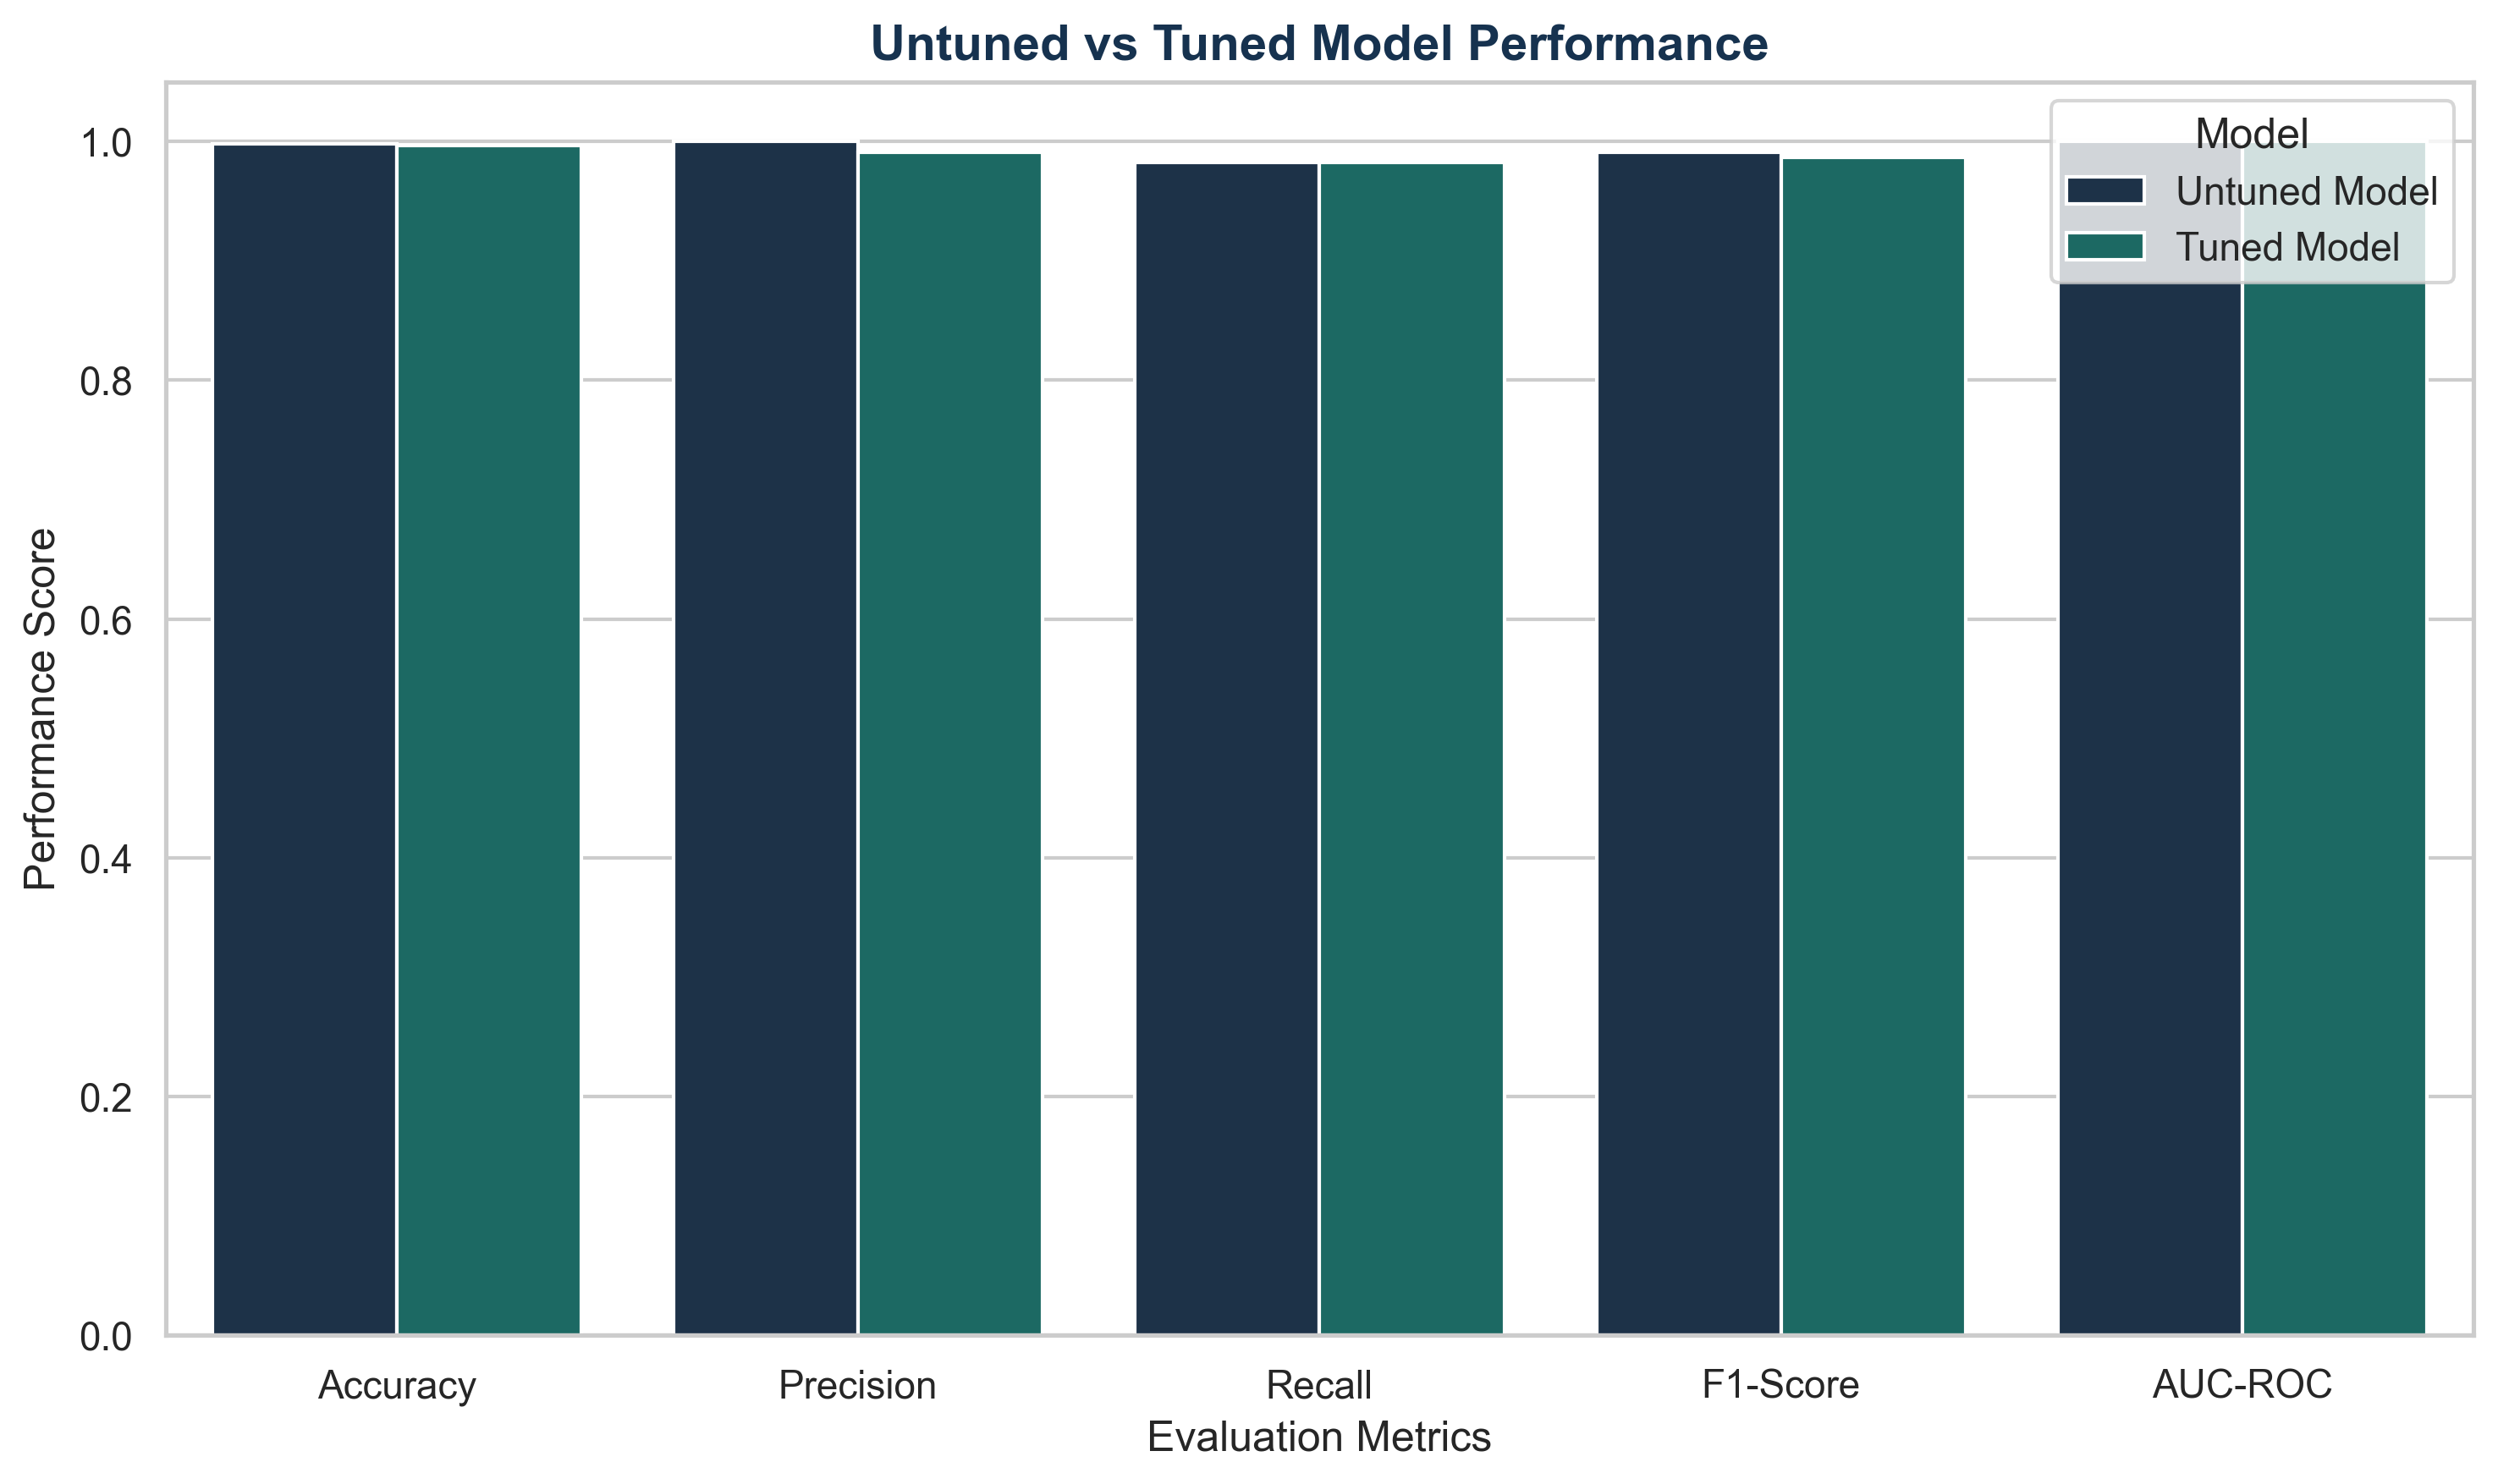 Untuned vs Tuned Model Performance
Model
Untuned Model
Tuned Model
Performance Score
1.0
0.8
0.6
0.4
0.2
0.0
Accuracy
Precision
Recall
F1-Score
AUC-ROC
Evaluation Metrics